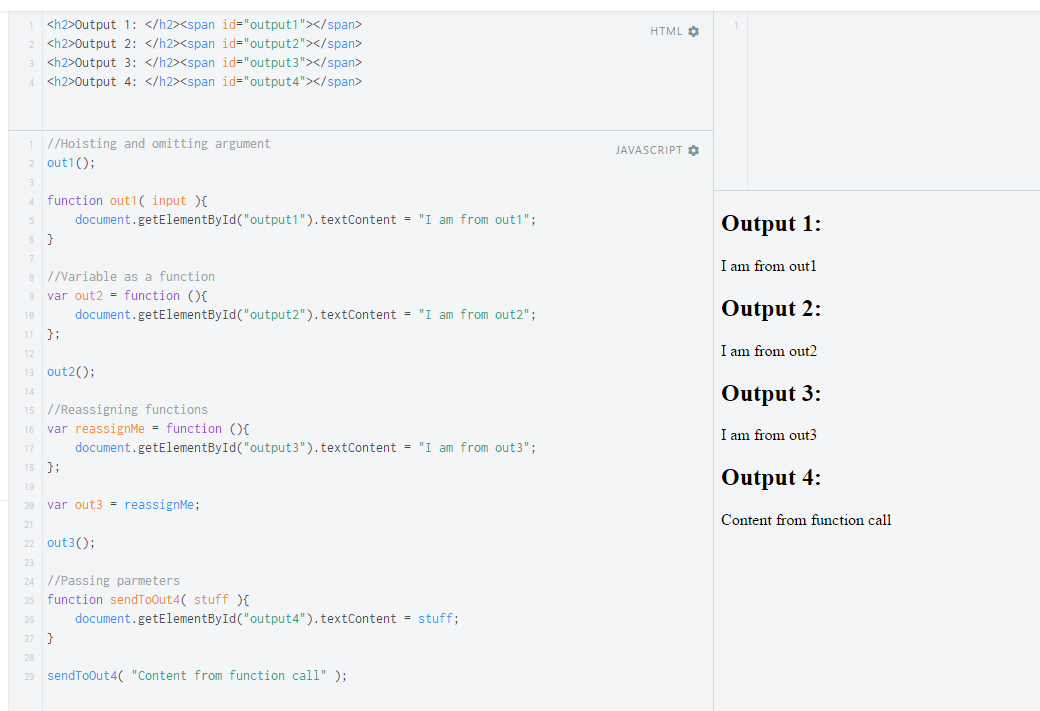 1 <h2>Output 1: </h2><span id="output1"></span>
2 <h2>Output 2: </h2><span id="output2"></span>
3 <h2>Output 3: </h2><span id="output3"></span>
4 <h2>Output 4: </h2><span id="output4"></span>
HTML
1 //Hoisting and omitting argument
2 out1();
3
4 function out1( input ){
5     document.getElementById("output1").textContent = "I am from out1";
6 }
7
8 //Variable as a function
9 var out2 = function (){
10     document.getElementById("output2").textContent = "I am from out2";
11 };
12
13 out2();
14
15 //Reassigning functions
16 var reassignMe = function (){
17     document.getElementById("output3").textContent = "I am from out3";
18 };
19
20 var out3 = reassignMe;
21
22 out3();
23
24 //Passing parmeters
25 function sendToOut4( stuff ){
26     document.getElementById("output4").textContent = stuff;
27 }
28
29 sendToOut4( "Content from function call" );
JAVASCRIPT
1
Output 1:
I am from out1
Output 2:
I am from out2
Output 3:
I am from out3
Output 4:
Content from function call